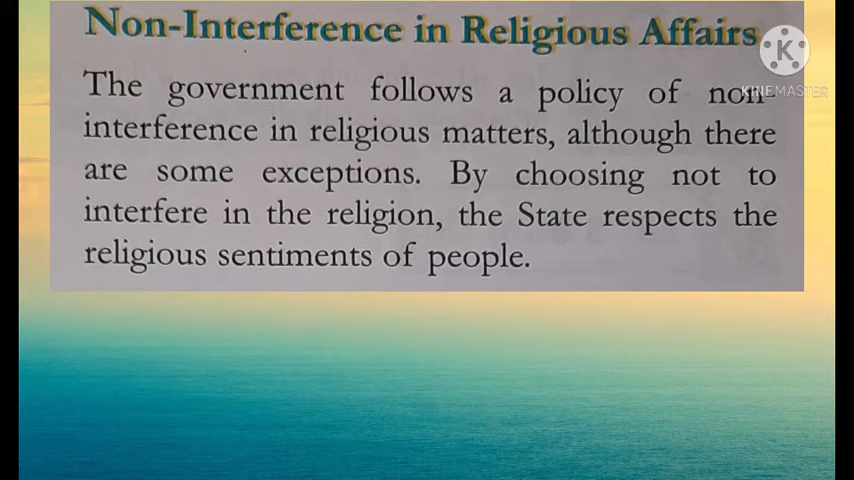 Non-Interference in Religious Affairs
K
KINEMASTER
The government follows a policy of non-
interference in religious matters, although there
are some exceptions. By choosing not to
interfere in the religion, the State respects the
religious sentiments of people.